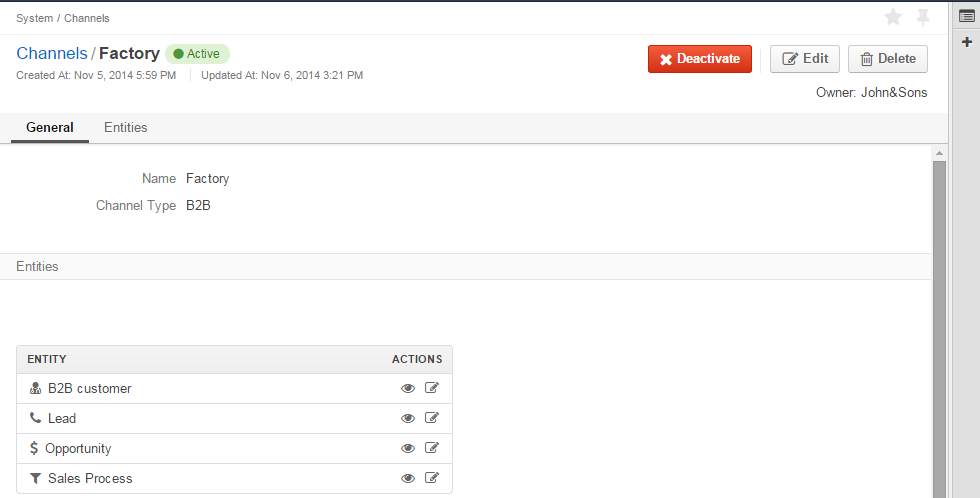 System / Channels
Channels / Factory Active
Deactivate Edit Delete
Created At: Nov 5, 2014 5:59 PM Updated At: Nov 6, 2014 3:21 PM
Owner: John&Sons
General Entities
Name Factory
Channel Type B2B
Entities
ENTITY ACTIONS
B2B customer
Lead
$ Opportunity
Sales Process